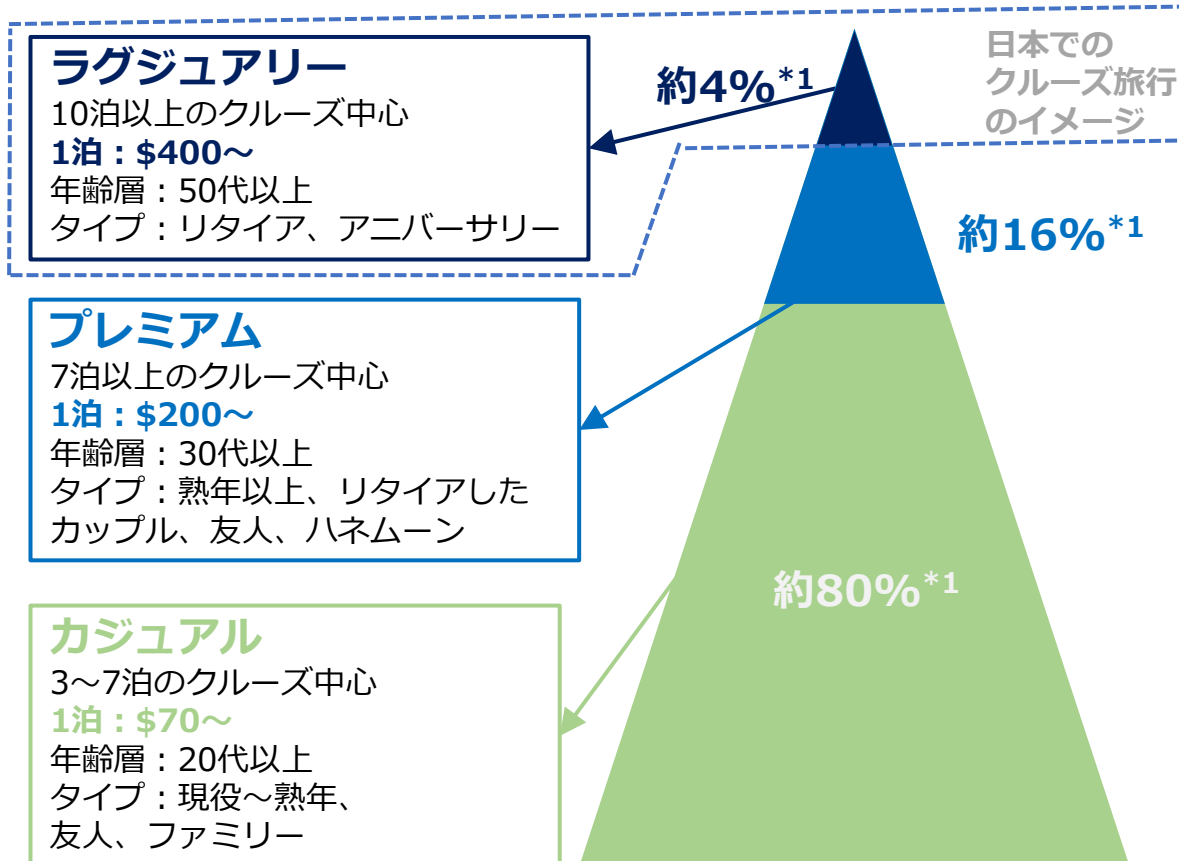 ラグジュアリー
10泊以上のクルーズ中心
1泊：$400～
年齢層：50代以上
タイプ：リタイア、アニバーサリー
約4%*1
日本での
クルーズ旅行
のイメージ
約16%*1
プレミアム
7泊以上のクルーズ中心
1泊：$200～
年齢層：30代以上
タイプ：熟年以上、リタイアした
カップル、友人、ハネムーン
約80%*1
カジュアル
3～7泊のクルーズ中心
1泊：$70～
年齢層：20代以上
タイプ：現役～熟年、
友人、ファミリー